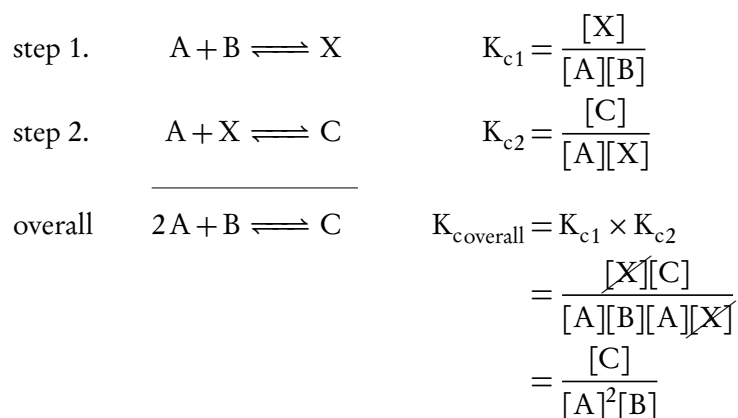 step 1. A + B ⇌ X K_c1 = [X] / [A][B]
step 2. A + X ⇌ C K_c2 = [C] / [A][X]
overall 2A + B ⇌ C K_coverall = K_c1 × K_c2
= [X][C] / [A][B][A][X]
= [C] / [A]²[B]